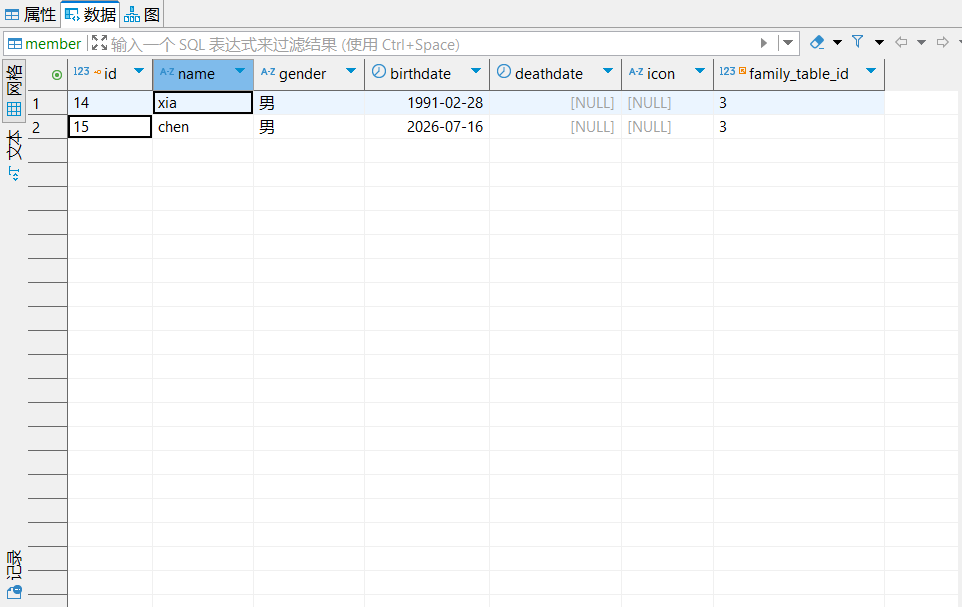 属性 数据 图
member 输入一个 SQL 表达式来过滤结果 (使用 Ctrl+Space)
网格
文本
记录
123 id A-Z name A-Z gender birthdate deathdate A-Z icon 123 family_table_id
1 14 xia 男 1991-02-28 [NULL] [NULL] 3
2 15 chen 男 2026-07-16 [NULL] [NULL] 3